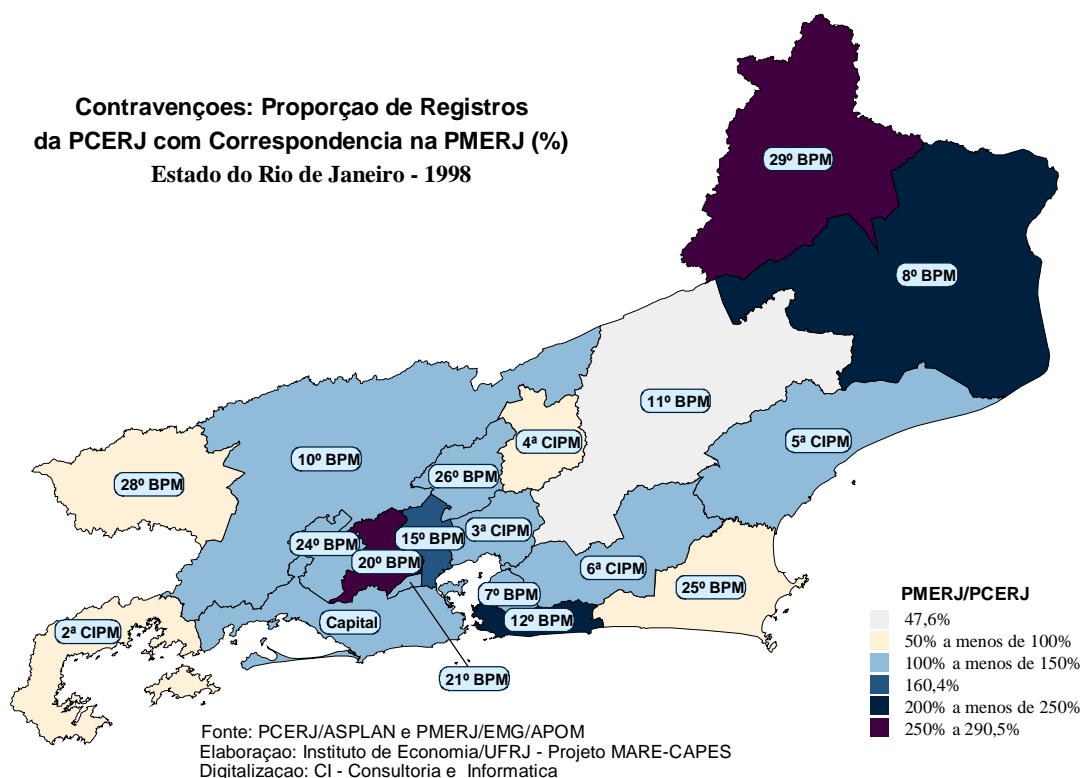 Contravençoes: Proporçao de Registros
da PCERJ com Correspondencia na PMERJ (%)
Estado do Rio de Janeiro - 1998
29º BPM
8º BPM
11º BPM
4ª CIPM
5ª CIPM
10º BPM
26º BPM
28º BPM
3ª CIPM
15º BPM
24º BPM
20º BPM
6ª CIPM
7º BPM
25º BPM
12º BPM
Capital
2ª CIPM
21º BPM
PMERJ/PCERJ
47,6%
50% a menos de 100%
100% a menos de 150%
160,4%
200% a menos de 250%
250% a 290,5%
Fonte: PCERJ/ASPLAN e PMERJ/EMG/APOM
Elaboraçao: Instituto de Economia/UFRJ - Projeto MARE-CAPES
Digitalizaçao: CI - Consultoria e Informatica